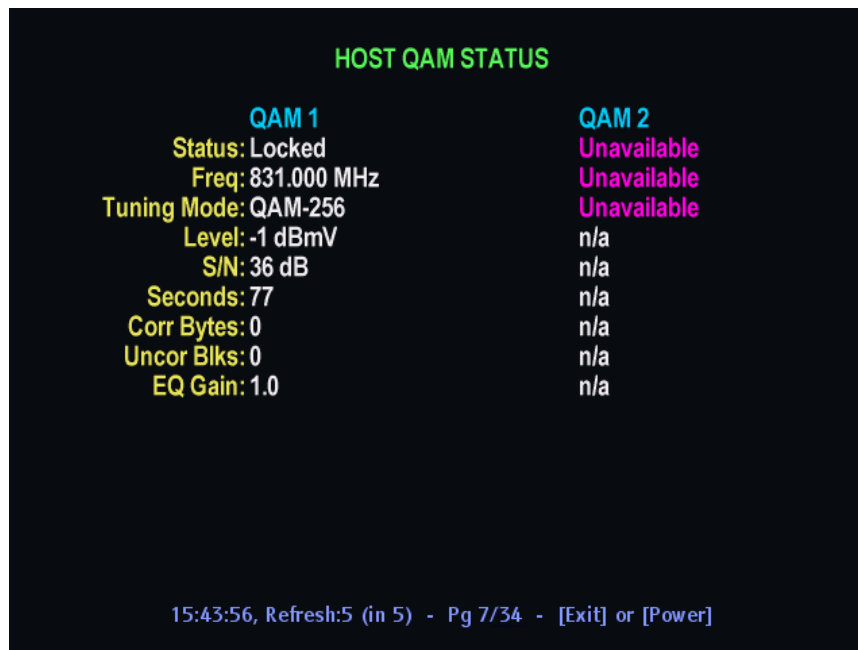 HOST QAM STATUS
QAM 1 QAM 2
Status: Locked Unavailable
Freq: 831.000 MHz Unavailable
Tuning Mode: QAM-256 Unavailable
Level: -1 dBmV n/a
S/N: 36 dB n/a
Seconds: 77 n/a
Corr Bytes: 0 n/a
Uncor Blks: 0 n/a
EQ Gain: 1.0 n/a
15:43:56, Refresh:5 (in 5) - Pg 7/34 - [Exit] or [Power]